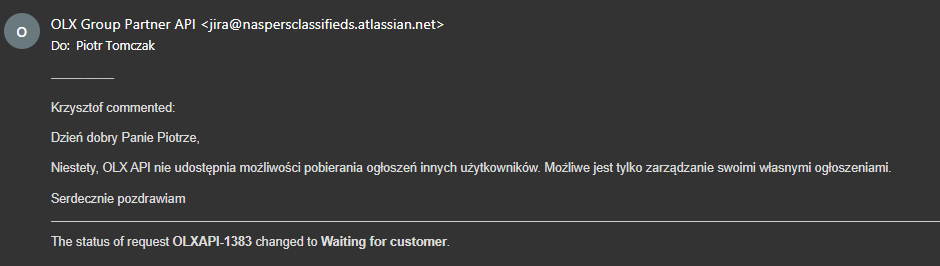 O
OLX Group Partner API <jira@naspersclassifieds.atlassian.net>
Do: Piotr Tomczak
Krzysztof commented:
Dzień dobry Panie Piotrze,
Niestety, OLX API nie udostępnia możliwości pobierania ogłoszeń innych użytkowników. Możliwe jest tylko zarządzanie swoimi własnymi ogłoszeniami.
Serdecznie pozdrawiam
The status of request OLXAPI-1383 changed to Waiting for customer.